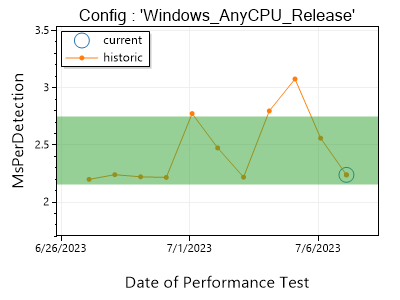 Config : 'Windows_AnyCPU_Release'
3.5
current
historic
3
MsPerDetection
2.5
2
6/26/2023
7/1/2023
7/6/2023
Date of Performance Test